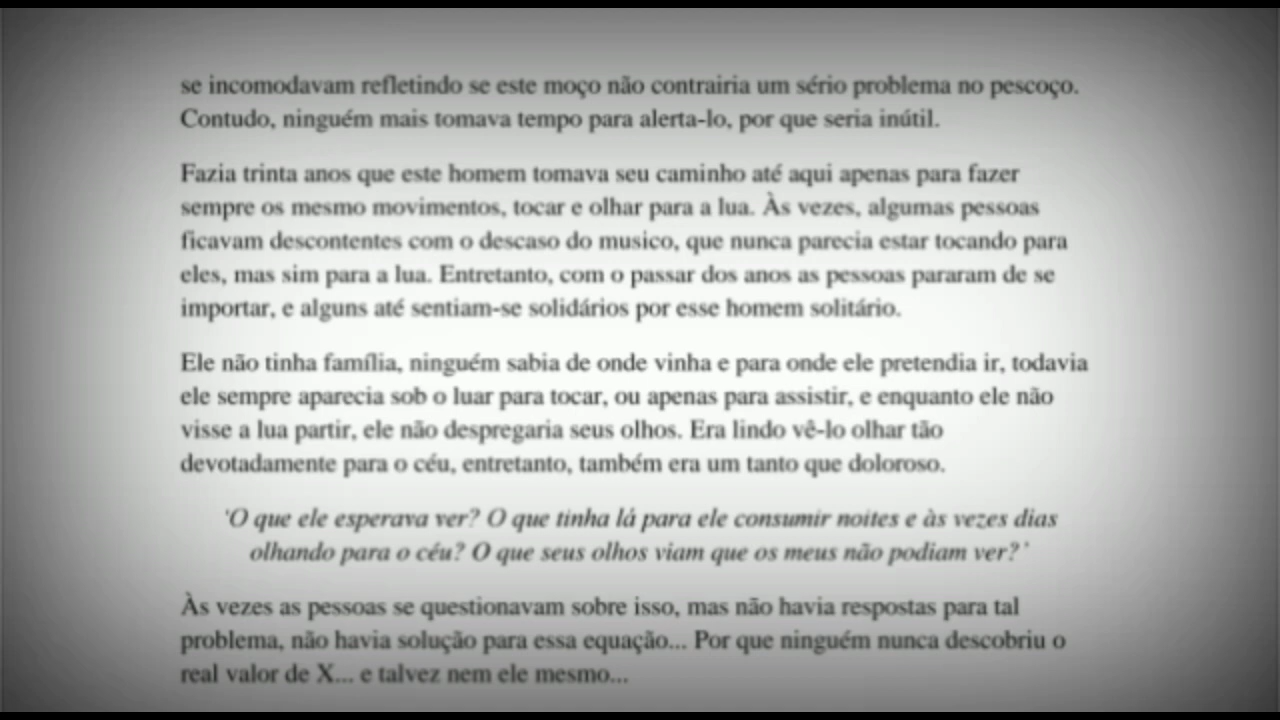 se incomodavam refletindo se este moço não contrairia um sério problema no pescoço.
Contudo, ninguém mais tomava tempo para alerta-lo, por que seria inútil.
Fazia trinta anos que este homem tomava seu caminho até aqui apenas para fazer
sempre os mesmo movimentos, tocar e olhar para a lua. Às vezes, algumas pessoas
ficavam descontentes com o descaso do musico, que nunca parecia estar tocando para
eles, mas sim para a lua. Entretanto, com o passar dos anos as pessoas pararam de se
importar, e alguns até sentiam-se solidários por esse homem solitário.
Ele não tinha família, ninguém sabia de onde vinha e para onde ele pretendia ir, todavia
ele sempre aparecia sob o luar para tocar, ou apenas para assistir, e enquanto ele não
visse a lua partir, ele não despregaria seus olhos. Era lindo vê-lo olhar tão
devotadamente para o céu, entretanto, também era um tanto que doloroso.
'O que ele esperava ver? O que tinha lá para ele consumir noites e às vezes dias
olhando para o céu? O que seus olhos viam que os meus não podiam ver?'
Às vezes as pessoas se questionavam sobre isso, mas não havia respostas para tal
problema, não havia solução para essa equação... Por que ninguém nunca descobriu o
real valor de X... e talvez nem ele mesmo...